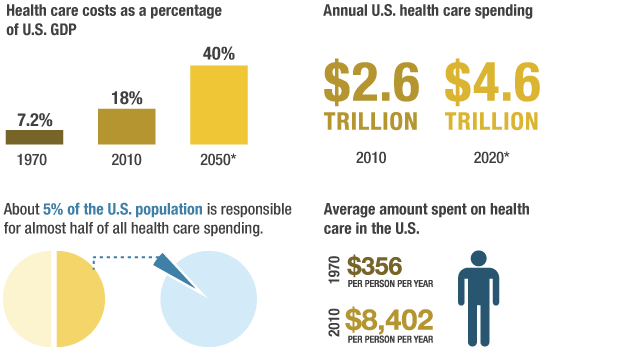 Health care costs as a percentage
of U.S. GDP
40%
18%
7.2%
1970
2010
2050*
Annual U.S. health care spending
$2.6
TRILLION
2010
$4.6
TRILLION
2020*
About 5% of the U.S. population is responsible
for almost half of all health care spending.
Average amount spent on health
care in the U.S.
1970
$356
PER PERSON PER YEAR
2010
$8,402
PER PERSON PER YEAR